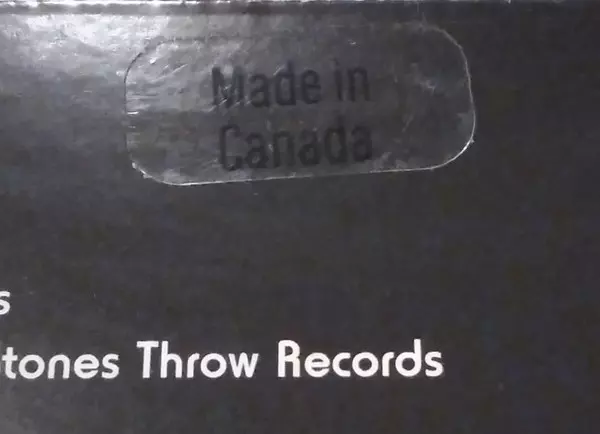 Made in
Canada
s
tones Throw Records